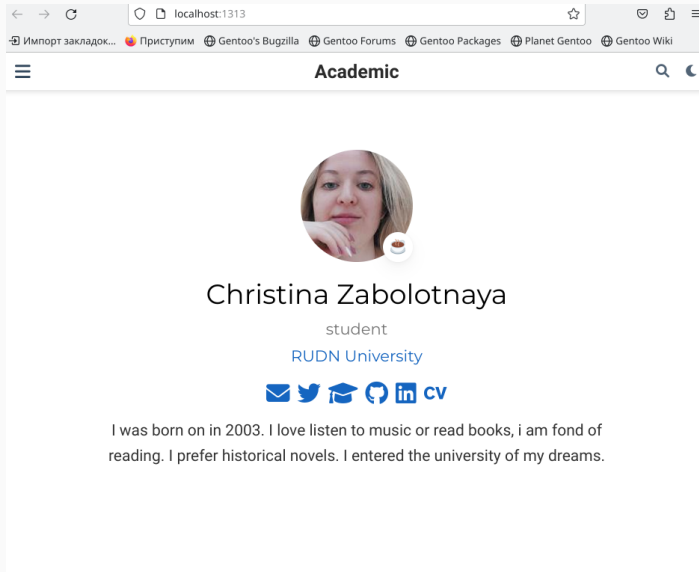 localhost:1313
Импорт закладок... Приступим Gentoo's Bugzilla Gentoo Forums Gentoo Packages Planet Gentoo Gentoo Wiki
Academic
Christina Zabolotnaya
student
RUDN University
CV
I was born on in 2003. I love listen to music or read books, i am fond of
reading. I prefer historical novels. I entered the university of my dreams.